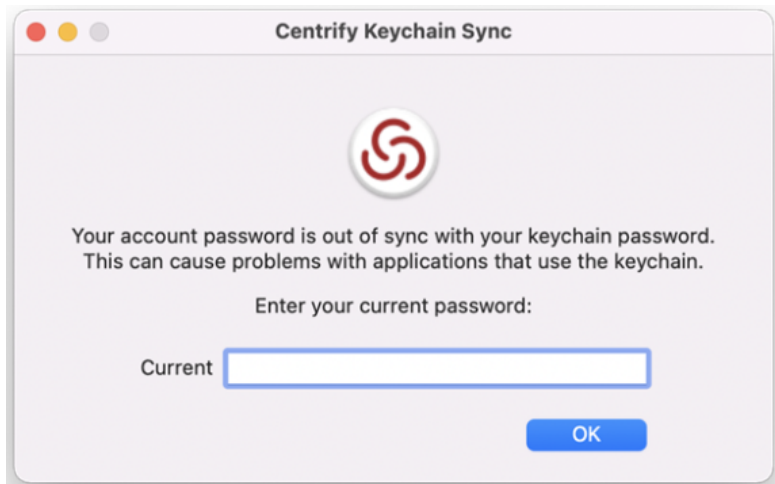 Centrify Keychain Sync
Your account password is out of sync with your keychain password.
This can cause problems with applications that use the keychain.
Enter your current password:
Current
OK